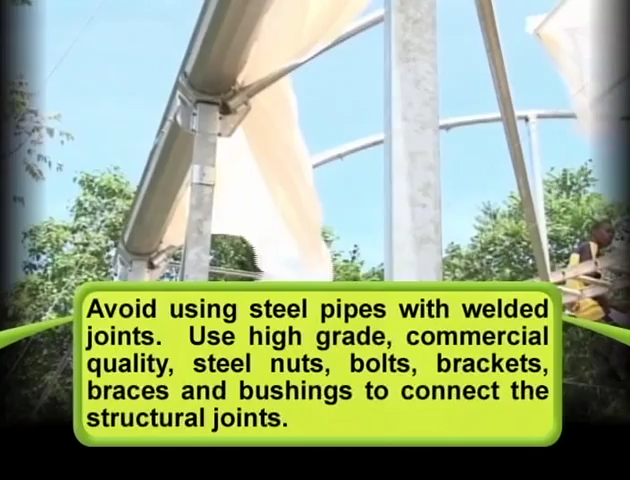 Avoid using steel pipes with welded
joints. Use high grade, commercial
quality, steel nuts, bolts, brackets,
braces and bushings to connect the
structural joints.